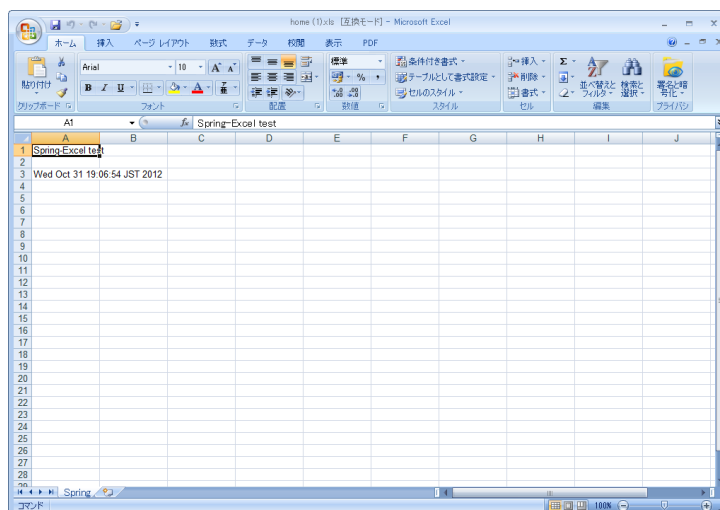 home (1).xls [互換モード] - Microsoft Excel
ホーム 挿入 ページ レイアウト 数式 データ 校閲 表示 PDF
貼り付け
クリップボード
Arial 10 A A
B I U A
フォント
配置
標準
% ,
数値
条件付き書式
テーブルとして書式設定
セルのスタイル
スタイル
挿入
削除
書式
セル
Σ
並べ替えと フィルタ
検索と 選択
編集
署名と暗号化
プライバシ
A1 fx Spring-Excel test
A B C D E F G H I J
1 Spring-Excel test
2
3 Wed Oct 31 19:06:54 JST 2012
4
5
6
7
8
9
10
11
12
13
14
15
16
17
18
19
20
21
22
23
24
25
26
27
28
29
Spring
コマンド 100%